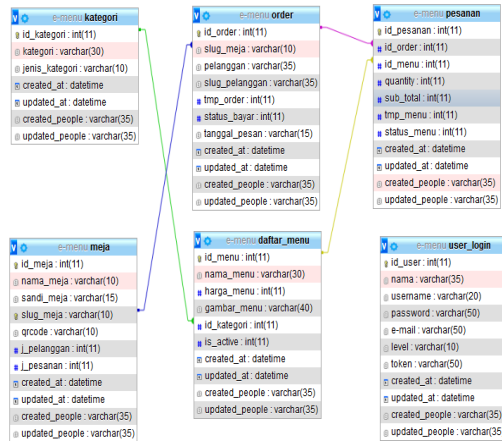 e-menu kategori
id_kategori : int(11)
kategori : varchar(30)
jenis_kategori : varchar(10)
created_at : datetime
updated_at : datetime
created_people : varchar(35)
updated_people : varchar(35)
e-menu order
id_order : int(11)
slug_meja : varchar(10)
pelanggan : varchar(35)
slug_pelanggan : varchar(35)
tmp_order : int(11)
status_bayar : int(11)
tanggal_pesan : varchar(15)
created_at : datetime
updated_at : datetime
created_people : varchar(35)
updated_people : varchar(35)
e-menu pesanan
id_pesanan : int(11)
id_order : int(11)
id_menu : int(11)
quantity : int(11)
sub_total : int(11)
tmp_menu : int(11)
status_menu : int(11)
created_at : datetime
updated_at : datetime
created_people : varchar(35)
updated_people : varchar(35)
e-menu meja
id_meja : int(11)
nama_meja : varchar(10)
sandi_meja : varchar(15)
slug_meja : varchar(10)
qrcode : varchar(10)
j_pelanggan : int(11)
j_pesanan : int(11)
created_at : datetime
updated_at : datetime
created_people : varchar(35)
updated_people : varchar(35)
e-menu daftar_menu
id_menu : int(11)
nama_menu : varchar(30)
harga_menu : int(11)
gambar_menu : varchar(40)
id_kategori : int(11)
is_active : int(11)
created_at : datetime
updated_at : datetime
created_people : varchar(35)
updated_people : varchar(35)
e-menu user_login
id_user : int(11)
nama : varchar(35)
username : varchar(20)
password : varchar(50)
e-mail : varchar(50)
level : varchar(10)
token : varchar(50)
created_at : datetime
updated_at : datetime
created_people : varchar(35)
updated_people : varchar(35)